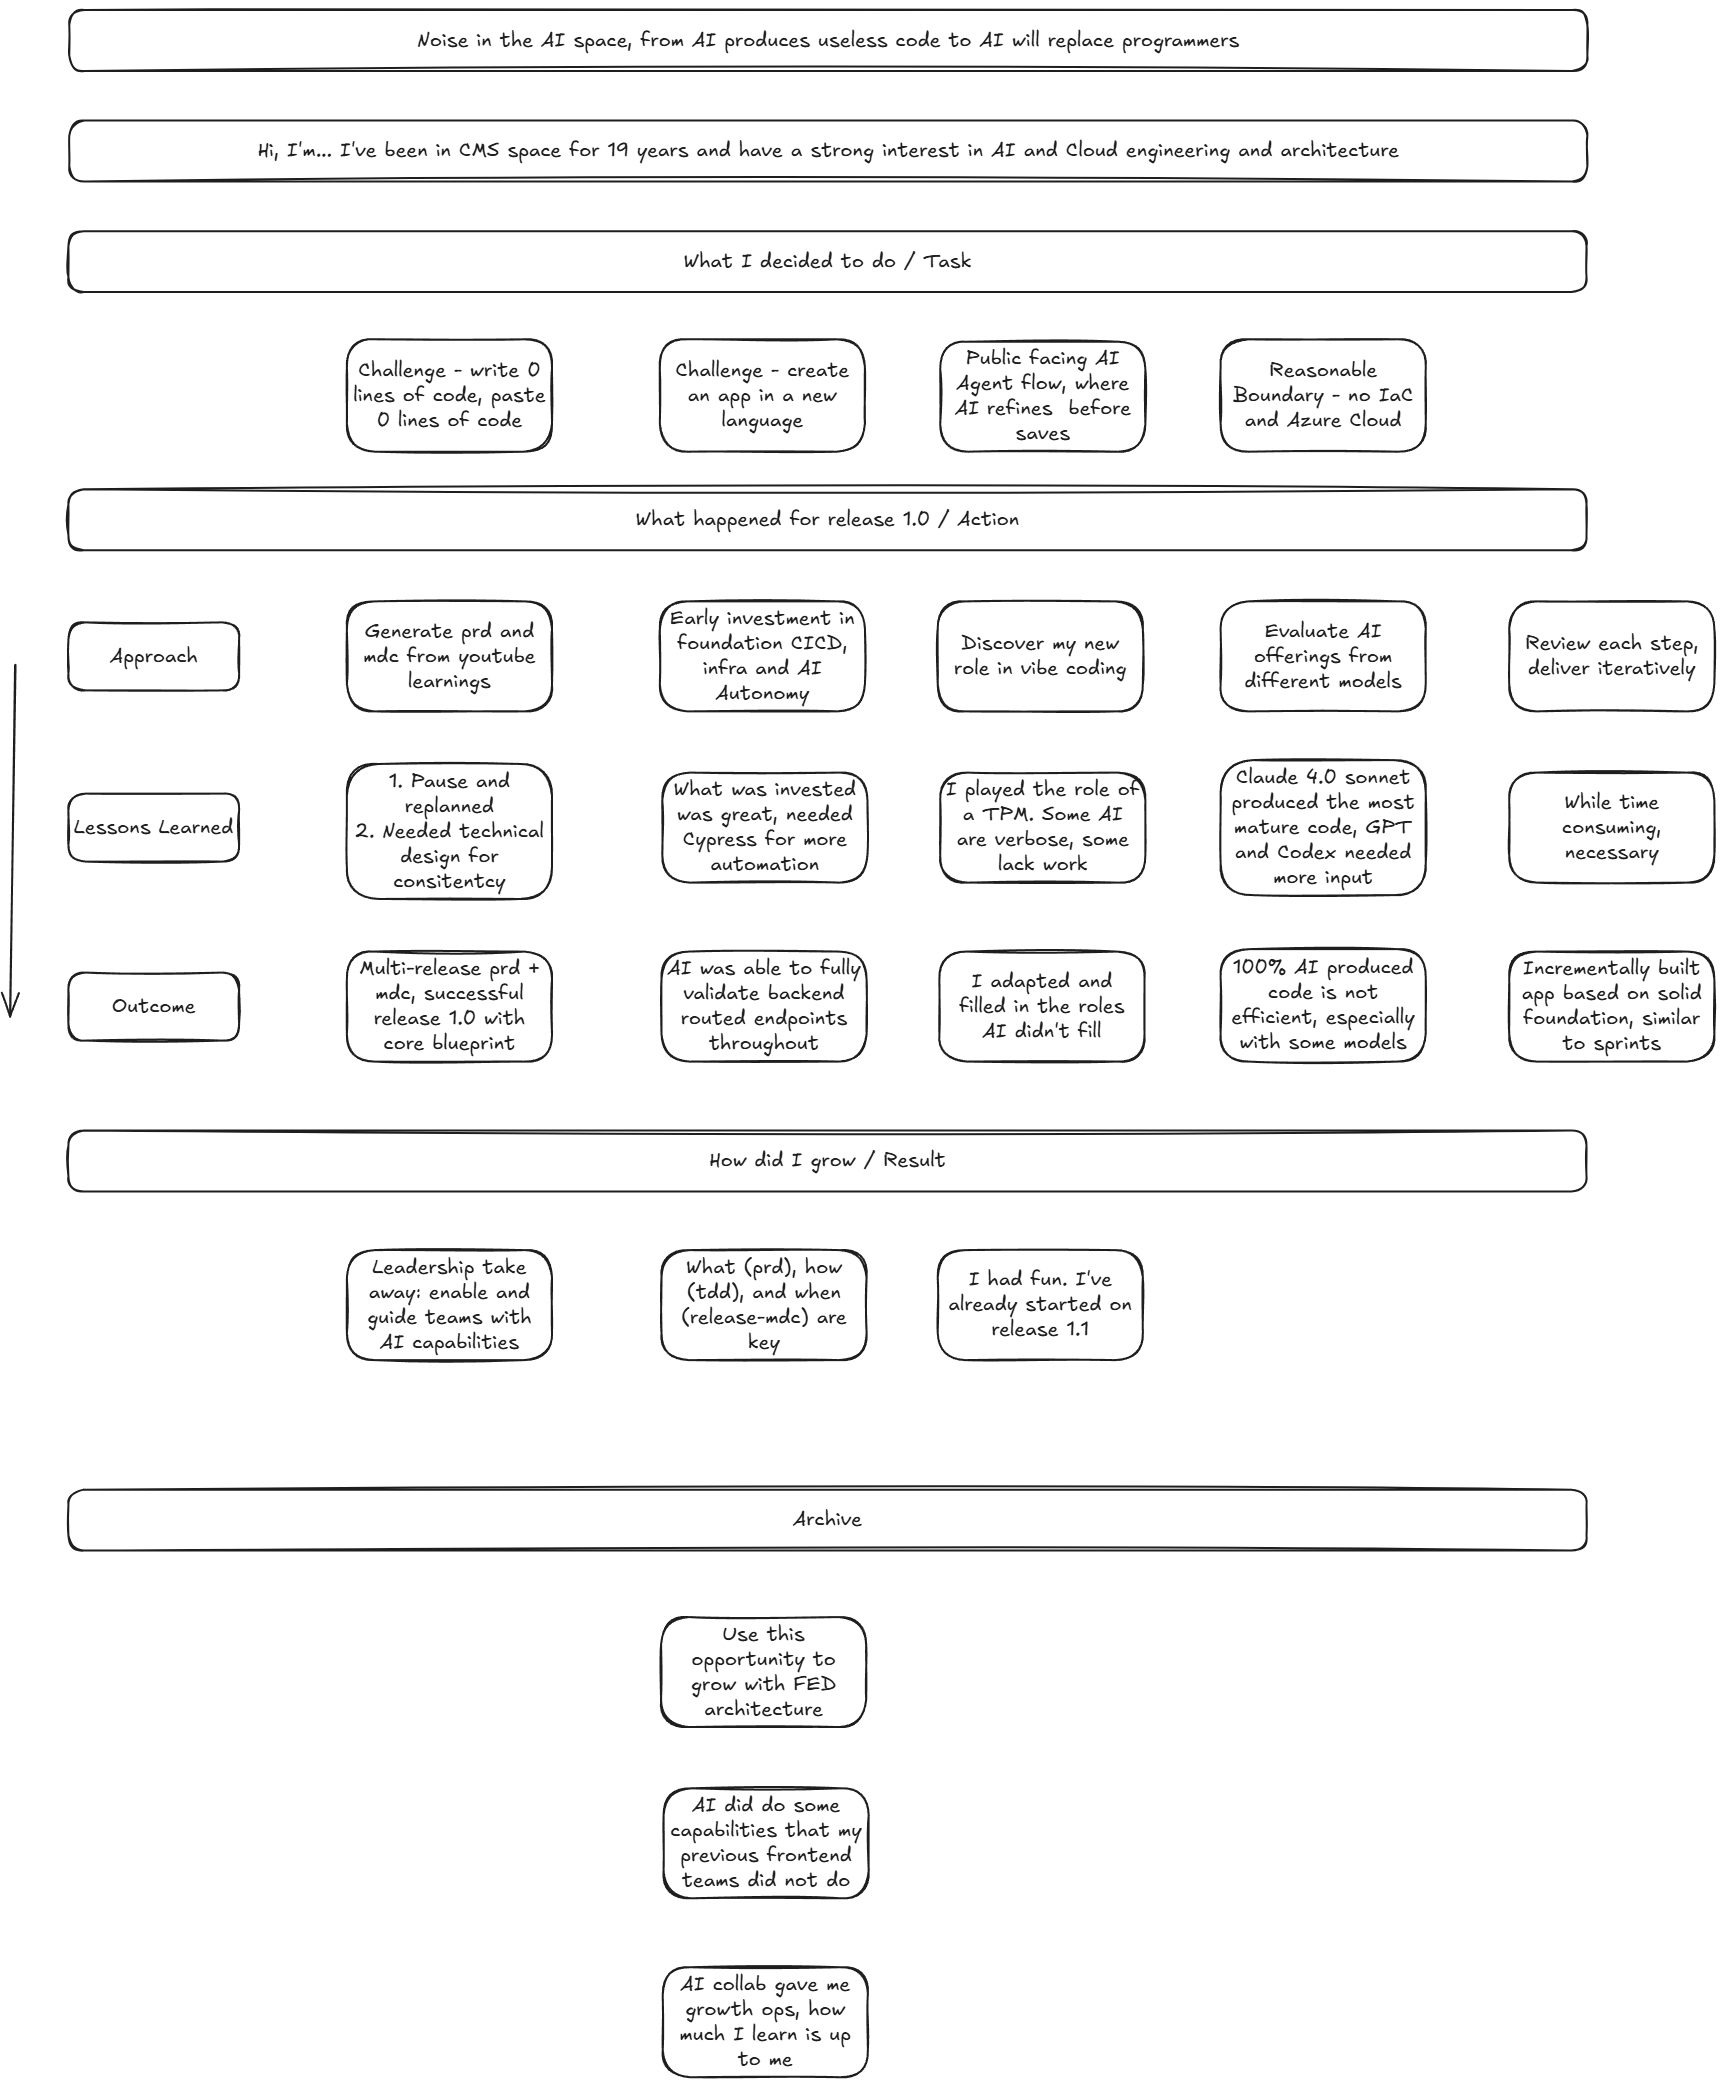 Noise in the AI space, from AI produces useless code to AI will replace programmers
Hi, I'm... I've been in CMS space for 19 years and have a strong interest in AI and Cloud engineering and architecture
What I decided to do / Task
Challenge - write 0
lines of code, paste
0 lines of code
Challenge - create
an app in a new
language
Public facing AI
Agent flow, where
AI refines  before
saves
Reasonable
Boundary - no IaC
and Azure Cloud
What happened for release 1.0 / Action
Approach
Generate prd and
mdc from youtube
learnings
Early investment in
foundation CICD,
infra and AI
Autonomy
Discover my new
role in vibe coding
Evaluate AI
offerings from
different models
Review each step,
deliver iteratively
Lessons Learned
1. Pause and
replanned
2. Needed technical
design for
consitentcy
What was invested
was great, needed
Cypress for more
automation
I played the role of
a TPM. Some AI
are verbose, some
lack work
Claude 4.0 sonnet
produced the most
mature code, GPT
and Codex needed
more input
While time
consuming,
necessary
Outcome
Multi-release prd +
mdc, successful
release 1.0 with
core blueprint
AI was able to fully
validate backend
routed endpoints
throughout
I adapted and
filled in the roles
AI didn't fill
100% AI produced
code is not
efficient, especially
with some models
Incrementally built
app based on solid
foundation, similar
to sprints
How did I grow / Result
Leadership take
away: enable and
guide teams with
AI capabilities
What (prd), how
(tdd), and when
(release-mdc) are
key
I had fun. I've
already started on
release 1.1
Archive
Use this
opportunity to
grow with FED
architecture
AI did do some
capabilities that my
previous frontend
teams did not do
AI collab gave me
growth ops, how
much I learn is up
to me